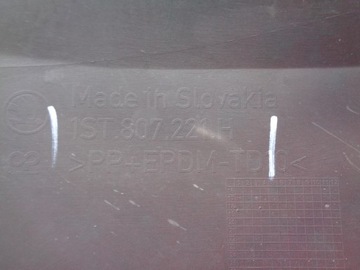 Made in Slovakia
1ST.807.221.H
>PP+EPDM-TD10<